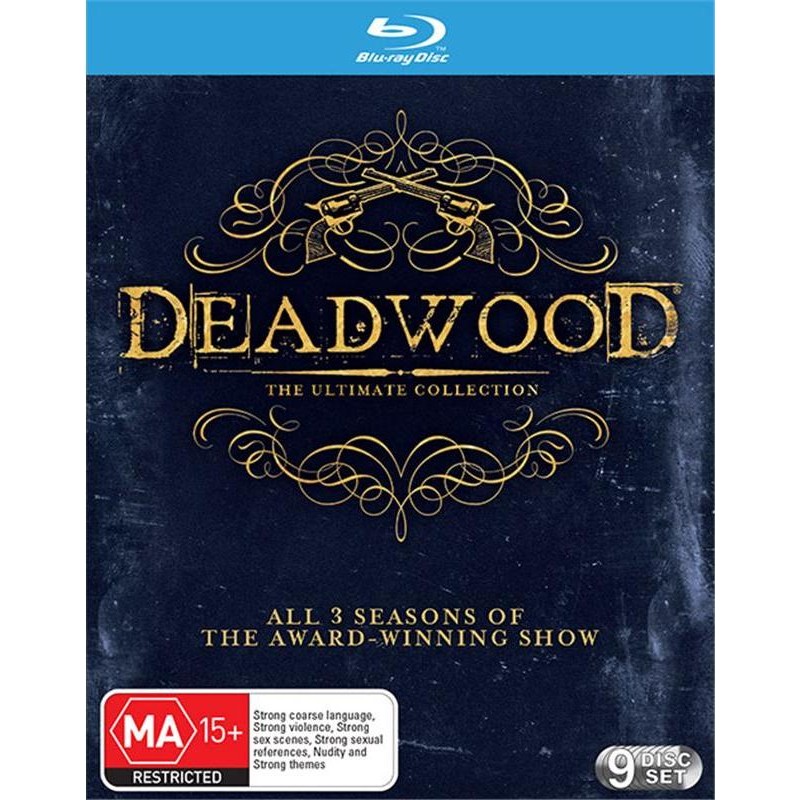 Blu-ray Disc™
DEADWOOD®
THE ULTIMATE COLLECTION
ALL 3 SEASONS OF
THE AWARD-WINNING SHOW
MA 15+
RESTRICTED
Strong coarse language,
Strong violence, Strong
sex scenes, Strong sexual
references, Nudity and
Strong themes
9 DISC
SET